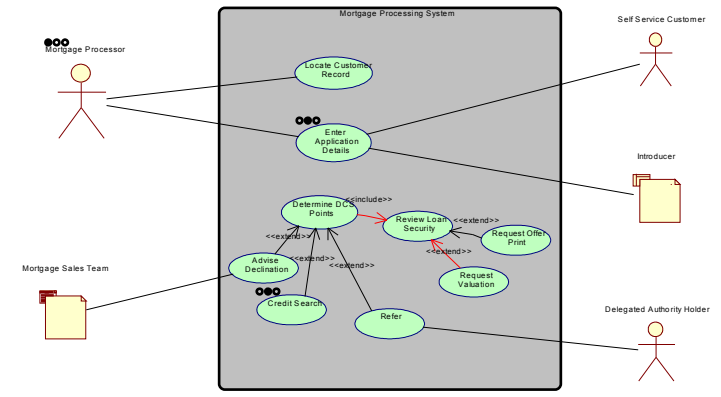 Mortgage Processing System
Self Service Customer
Mortgage Processor
Locate Customer
Record
Enter
Application
Details
Introducer
Determine DCS
Points
<<include>>
Review Loan
Security
<<extend>>
Request Offer
Print
<<extend>>
<<extend>>
<<extend>>
<<extend>>
Advise
Declination
Mortgage Sales Team
Request
Valuation
Credit Search
Refer
Delegated Authority Holder